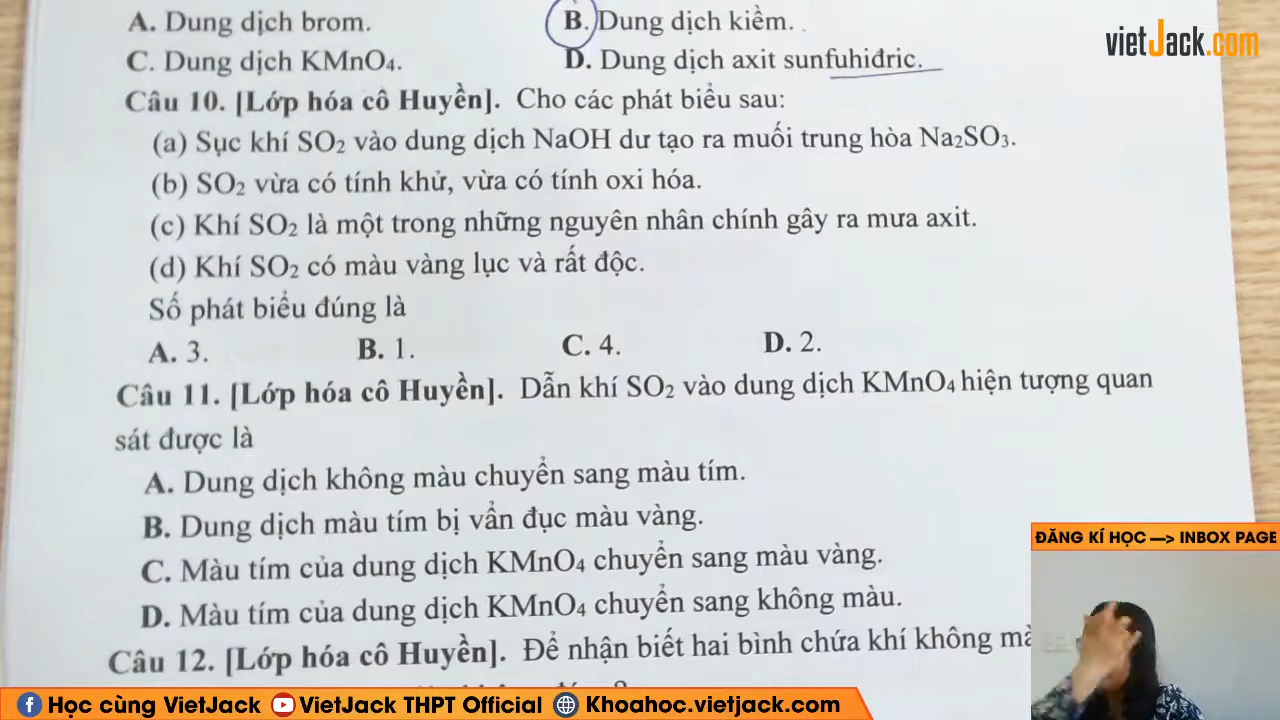 A. Dung dịch brom. B. Dung dịch kiềm.
vietJack.com
C. Dung dịch KMnO₄. D. Dung dịch axit sunfuhiđric.
Câu 10. [Lớp hóa cô Huyền]. Cho các phát biểu sau:
(a) Sục khí SO₂ vào dung dịch NaOH dư tạo ra muối trung hòa Na₂SO₃.
(b) SO₂ vừa có tính khử, vừa có tính oxi hóa.
(c) Khí SO₂ là một trong những nguyên nhân chính gây ra mưa axit.
(d) Khí SO₂ có màu vàng lục và rất độc.
Số phát biểu đúng là
A. 3. B. 1. C. 4. D. 2.
Câu 11. [Lớp hóa cô Huyền]. Dẫn khí SO₂ vào dung dịch KMnO₄ hiện tượng quan
sát được là
A. Dung dịch không màu chuyển sang màu tím.
B. Dung dịch màu tím bị vẩn đục màu vàng.
C. Màu tím của dung dịch KMnO₄ chuyển sang màu vàng.
D. Màu tím của dung dịch KMnO₄ chuyển sang không màu.
Câu 12. [Lớp hóa cô Huyền]. Để nhận biết hai bình chứa khí không
ĐĂNG KÍ HỌC —> INBOX PAGE
Học cùng VietJack VietJack THPT Official Khoahoc.vietjack.com